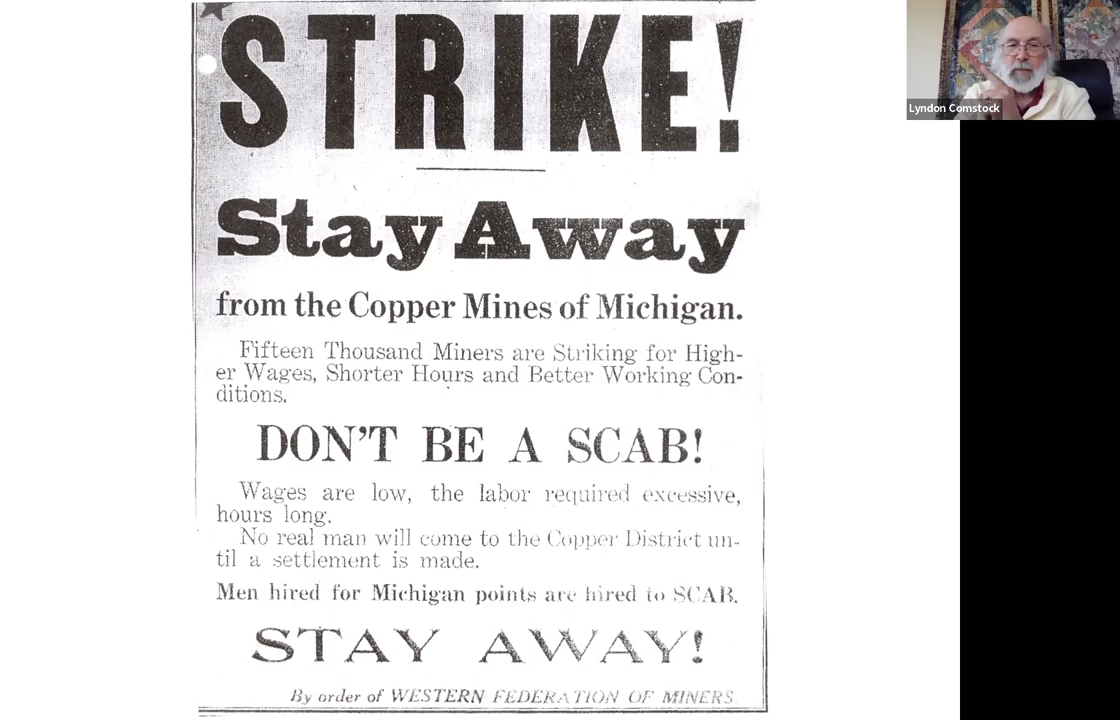 STRIKE!
Stay Away
from the Copper Mines of Michigan.
Fifteen Thousand Miners are Striking for High-
er Wages, Shorter Hours and Better Working Con-
ditions.
DON'T BE A SCAB!
Wages are low, the labor required excessive,
hours long.
No real man will come to the Copper District un-
til a settlement is made.
Men hired for Michigan points are hired to SCAB.
STAY AWAY!
By order of WESTERN FEDERATION OF MINERS
Lyndon Comstock